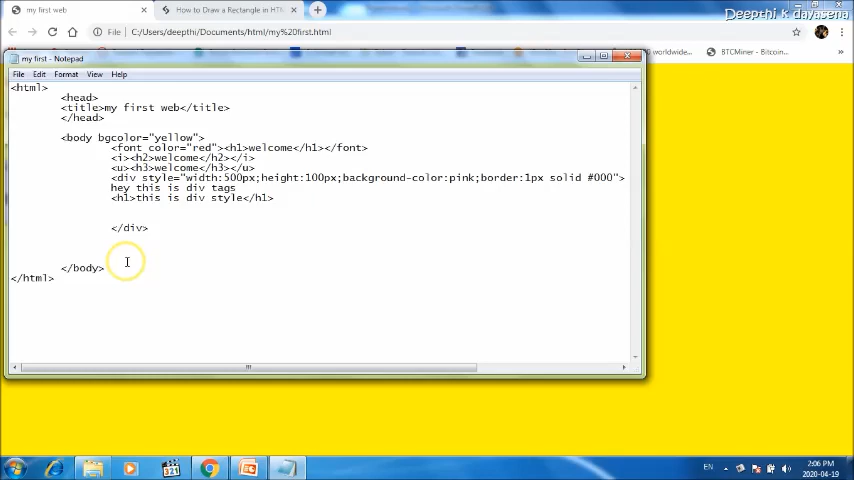 my first web
How to Draw a Rectangle in HTM
Deepthi k dayasena
File
C:/Users/deepthi/Documents/html/my%20first.html
my first - Notepad
000 worldwide...
BTCMiner - Bitcoin...
File Edit Format View Help
<html>
<head>
<title>my first web</title>
</head>
<body bgcolor="yellow">
<font color="red"><h1>welcome</h1></font>
<i><h2>welcome</h2></i>
<u><h3>welcome</h3></u>
<div style="width:500px;height:100px;background-color:pink;border:1px solid #000">
hey this is div tags
<h1>this is div style</h1>
</div>
</body>
</html>
321
EN
2:06 PM
2020-04-19